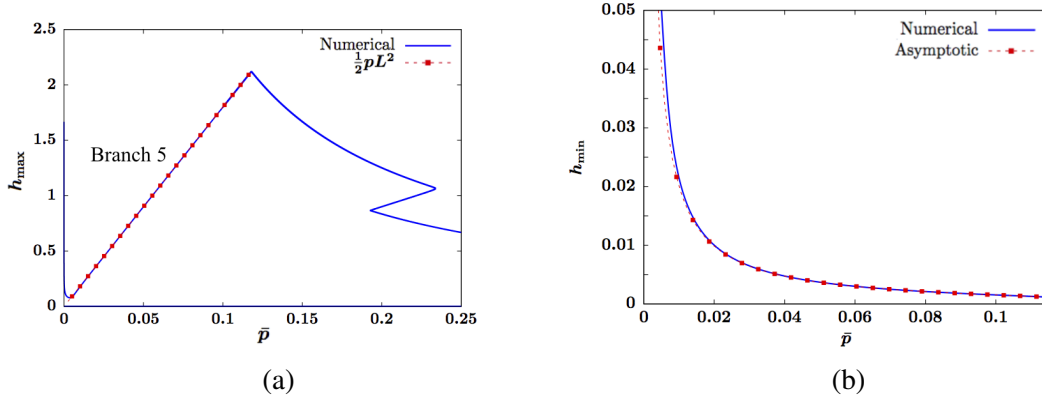 2.5
2
1.5
1
0.5
0
h_max
Numerical
½pL²
Branch 5
0 0.05 0.1 0.15 0.2 0.25
p̄
(a)
0.05
0.04
0.03
0.02
0.01
0
h_min
Numerical
Asymptotic
0 0.02 0.04 0.06 0.08 0.1
p̄
(b)